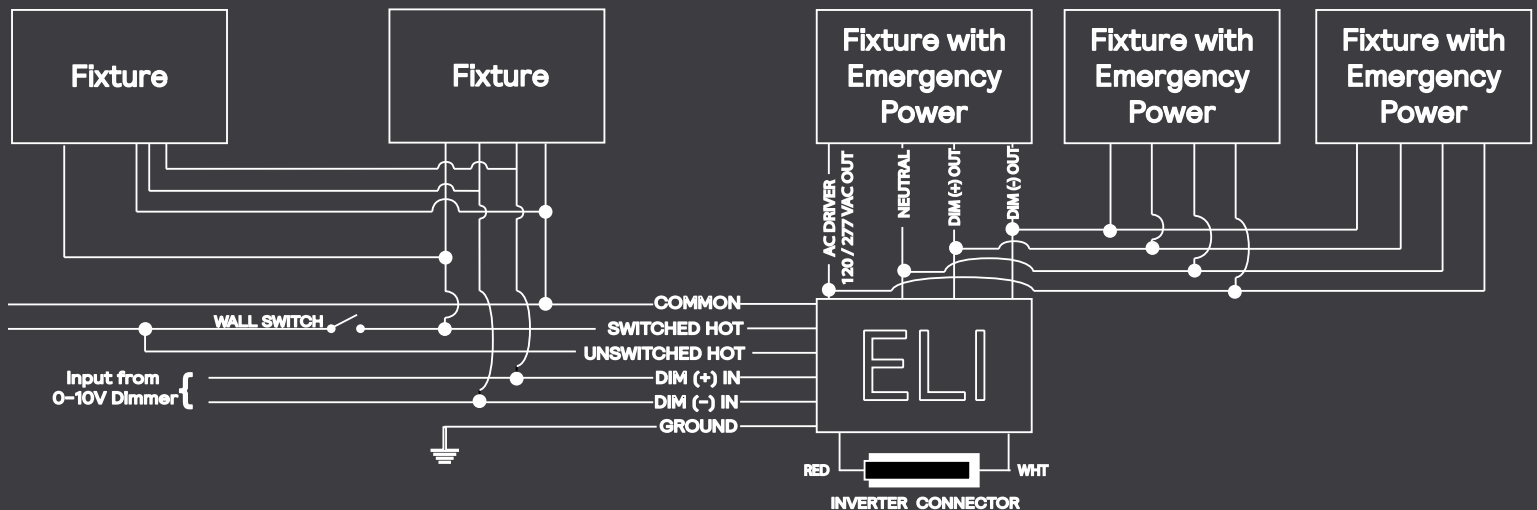 Fixture
Fixture
Fixture with
Emergency
Power
Fixture with
Emergency
Power
Fixture with
Emergency
Power
AC DRIVER
120 / 277 VAC OUT
NEUTRAL
DIM (+) OUT
DIM (-) OUT
COMMON
WALL SWITCH
SWITCHED HOT
UNSWITCHED HOT
Input from
0-10V Dimmer {
DIM (+) IN
DIM (-) IN
GROUND
ELI
RED
WHT
INVERTER CONNECTOR